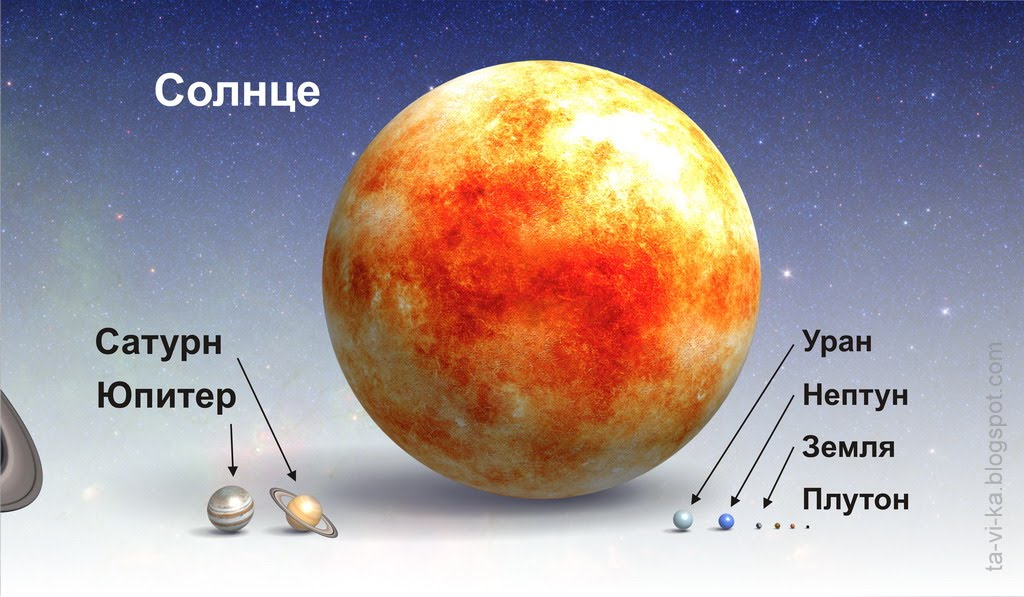 Солнце
Сатурн
Юпитер
Уран
Нептун
Земля
Плутон
ta-vi-ka.blogspot.com